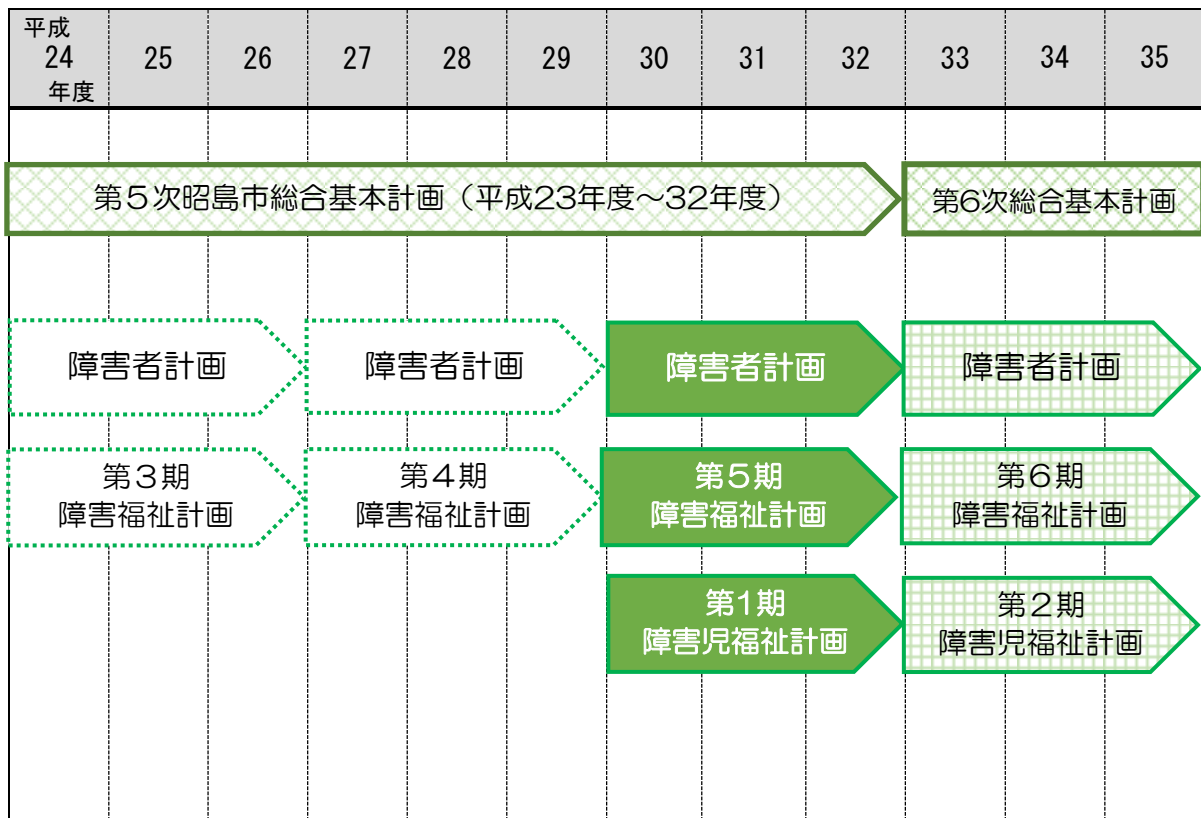 平成
24 25 26 27 28 29 30 31 32 33 34 35
年度
第５次昭島市総合基本計画（平成23年度～32年度）
第6次総合基本計画
障害者計画
障害者計画
障害者計画
障害者計画
第３期
障害福祉計画
第４期
障害福祉計画
第５期
障害福祉計画
第６期
障害福祉計画
第1期
障害児福祉計画
第２期
障害児福祉計画